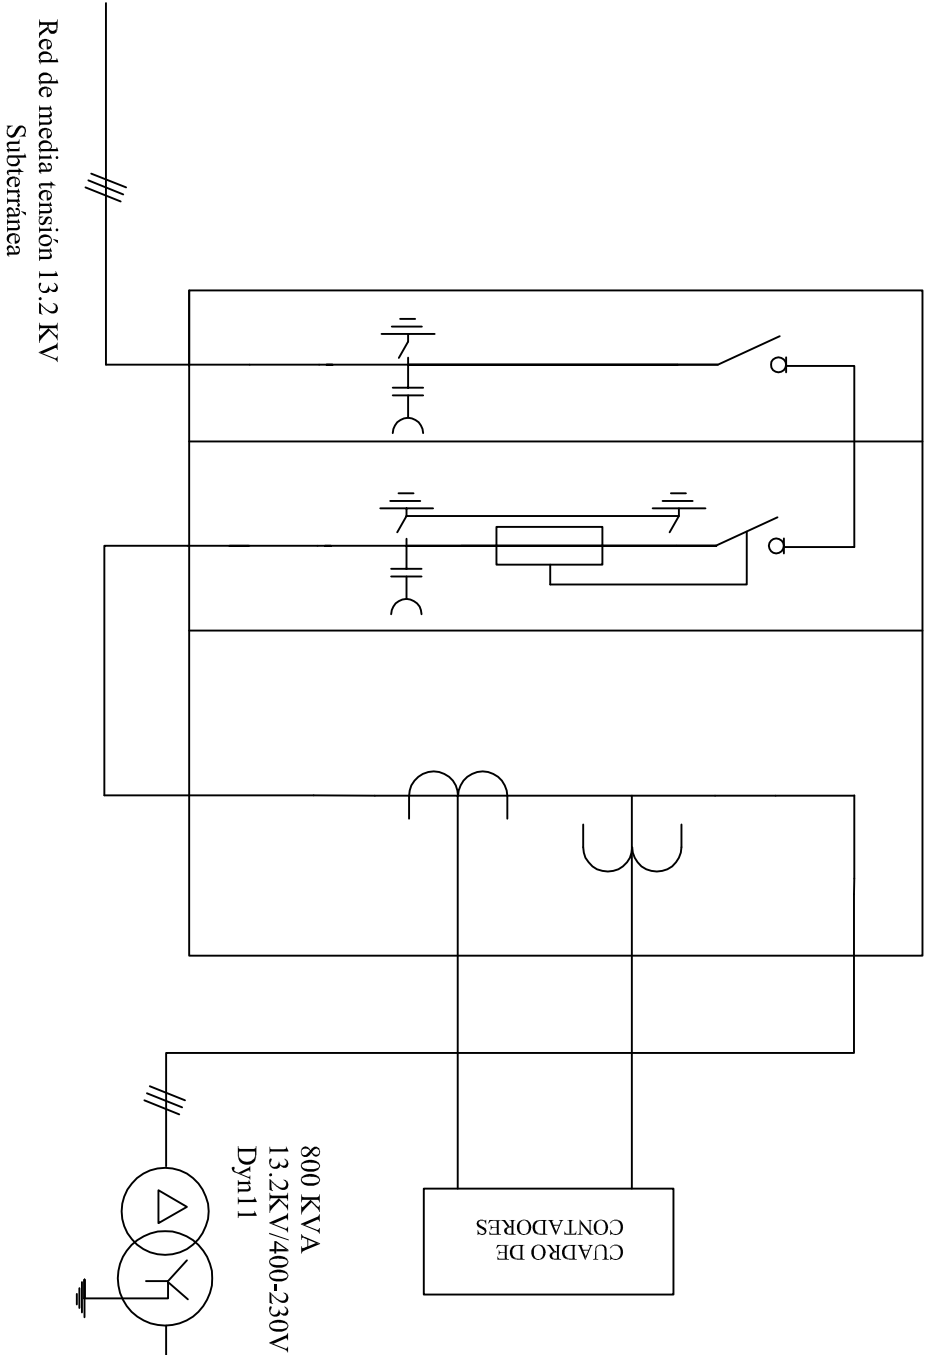 Red de media tensión 13.2 KV
Subterránea
800 KVA
13.2KV/400-230V
Dyn11
CUADRO DE
CONTADORES